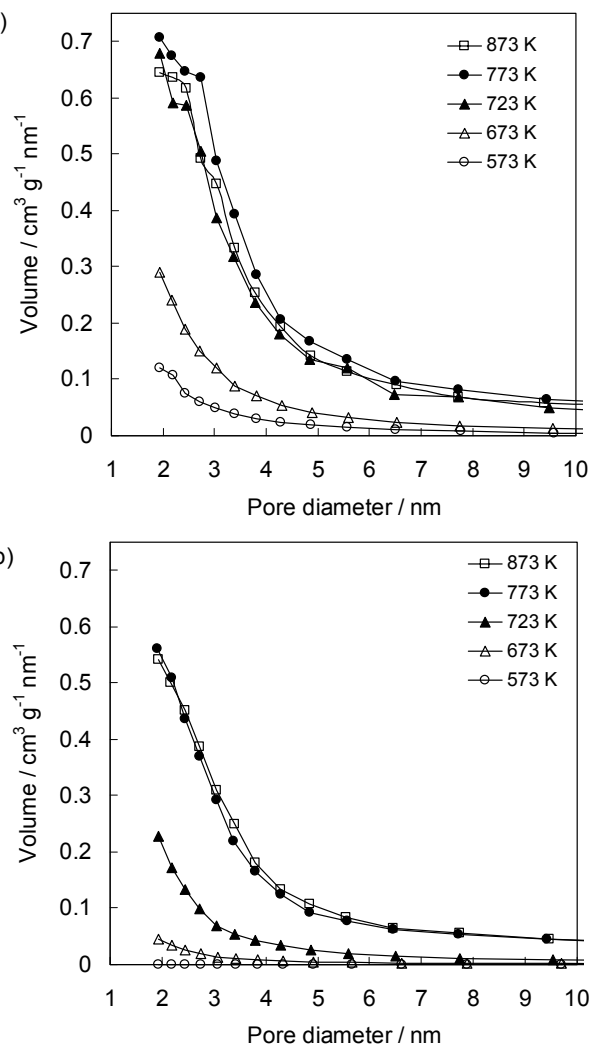 )
0.7
0.6
0.5
0.4
0.3
0.2
0.1
0
Volume / cm³ g⁻¹ nm⁻¹
873 K
773 K
723 K
673 K
573 K
1 2 3 4 5 6 7 8 9 10
Pore diameter / nm
)
0.7
0.6
0.5
0.4
0.3
0.2
0.1
0
Volume / cm³ g⁻¹ nm⁻¹
873 K
773 K
723 K
673 K
573 K
1 2 3 4 5 6 7 8 9 10
Pore diameter / nm